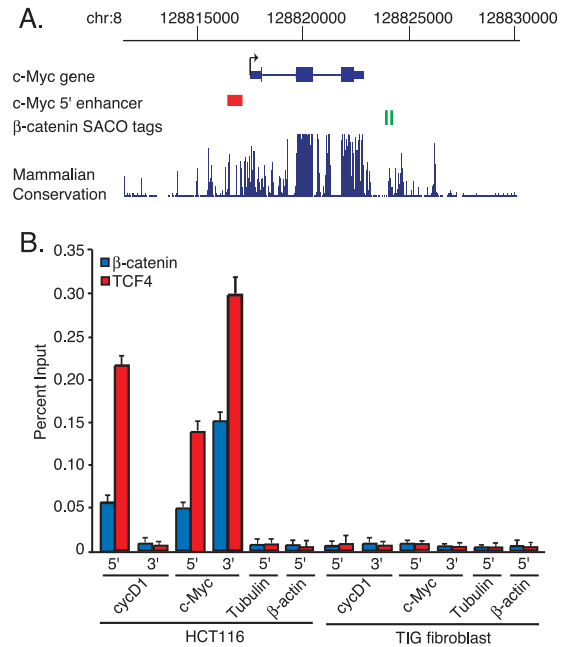 A.
chr:8 128815000 128820000 128825000 128830000
c-Myc gene
c-Myc 5' enhancer
β-catenin SACO tags
Mammalian
Conservation
B.
β-catenin
TCF4
Percent Input
0.35
0.30
0.25
0.20
0.15
0.10
0.05
0
5' 3' 5' 3' 5' 5' 5' 3' 5' 3' 5' 5'
cycD1 c-Myc Tubulin β-actin cycD1 c-Myc Tubulin β-actin
HCT116 TIG fibroblast